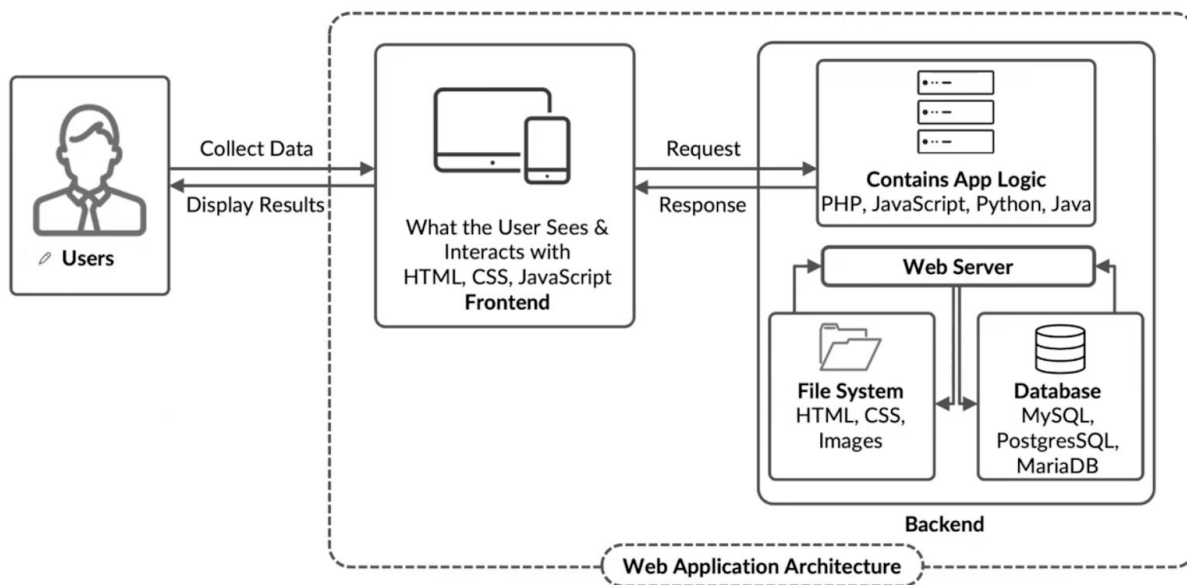 Users
Collect Data
Display Results
What the User Sees &
Interacts with
HTML, CSS, JavaScript
Frontend
Request
Response
Contains App Logic
PHP, JavaScript, Python, Java
Web Server
File System
HTML, CSS,
Images
Database
MySQL,
PostgresSQL,
MariaDB
Backend
Web Application Architecture